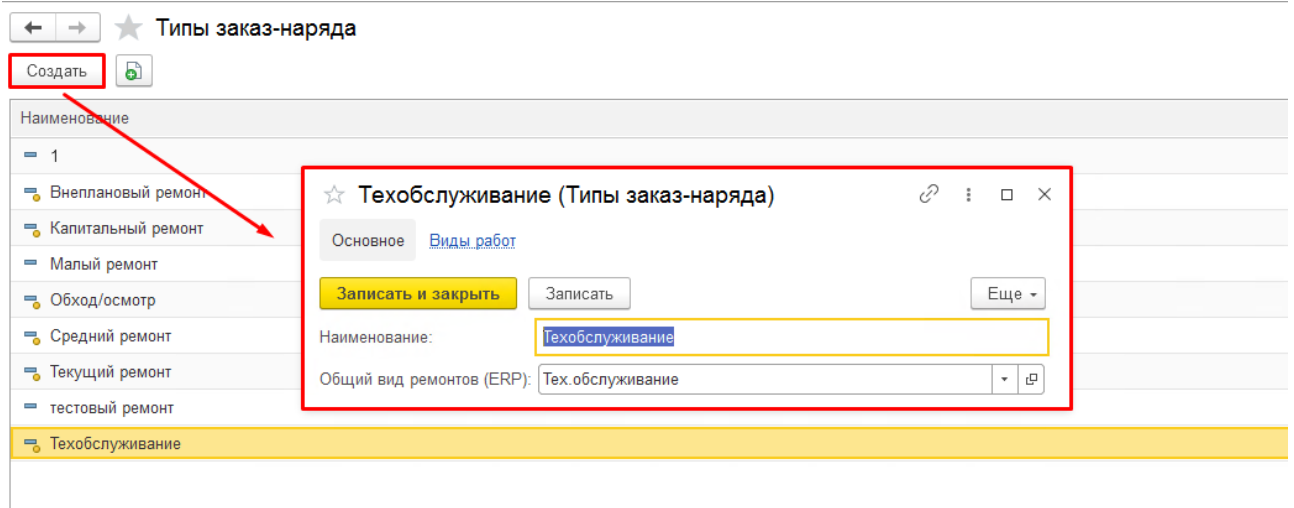 Типы заказ-наряда
Создать
Наименование
1
Внеплановый ремонт
Капитальный ремонт
Малый ремонт
Обход/осмотр
Средний ремонт
Текущий ремонт
тестовый ремонт
Техобслуживание
Техобслуживание (Типы заказ-наряда)
Основное Виды работ
Записать и закрыть Записать Еще
Наименование: Техобслуживание
Общий вид ремонтов (ERP): Тех.обслуживание